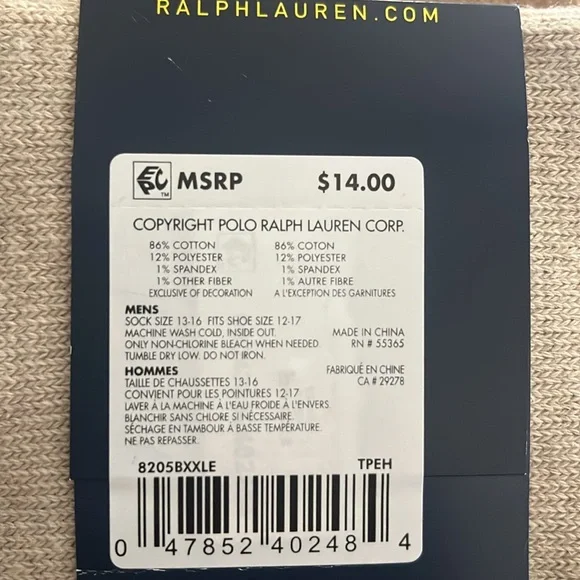 RALPHLAUREN.COM
EPC TM MSRP $14.00
COPYRIGHT POLO RALPH LAUREN CORP.
86% COTTON 86% COTON
12% POLYESTER 12% POLYESTER
1% SPANDEX 1% SPANDEX
1% OTHER FIBER 1% AUTRE FIBRE
EXCLUSIVE OF DECORATION A L'EXCEPTION DES GARNITURES
MENS
SOCK SIZE 13-16 FITS SHOE SIZE 12-17
MACHINE WASH COLD, INSIDE OUT. MADE IN CHINA
ONLY NON-CHLORINE BLEACH WHEN NEEDED RN # 55365
TUMBLE DRY LOW. DO NOT IRON.
HOMMES FABRIQUÉ EN CHINE
TAILLE DE CHAUSSETTES 13-16 CA # 29278
CONVIENT POUR LES POINTURES 12-17
LAVER À LA MACHINE À L'EAU FROIDE À L'ENVERS.
BLANCHIR SANS CHLORE SI NÉCESSAIRE.
SÉCHAGE EN TAMBOUR À BASSE TEMPÉRATURE.
NE PAS REPASSER.
8205BXXLE TPEH
0 47852 40248 4